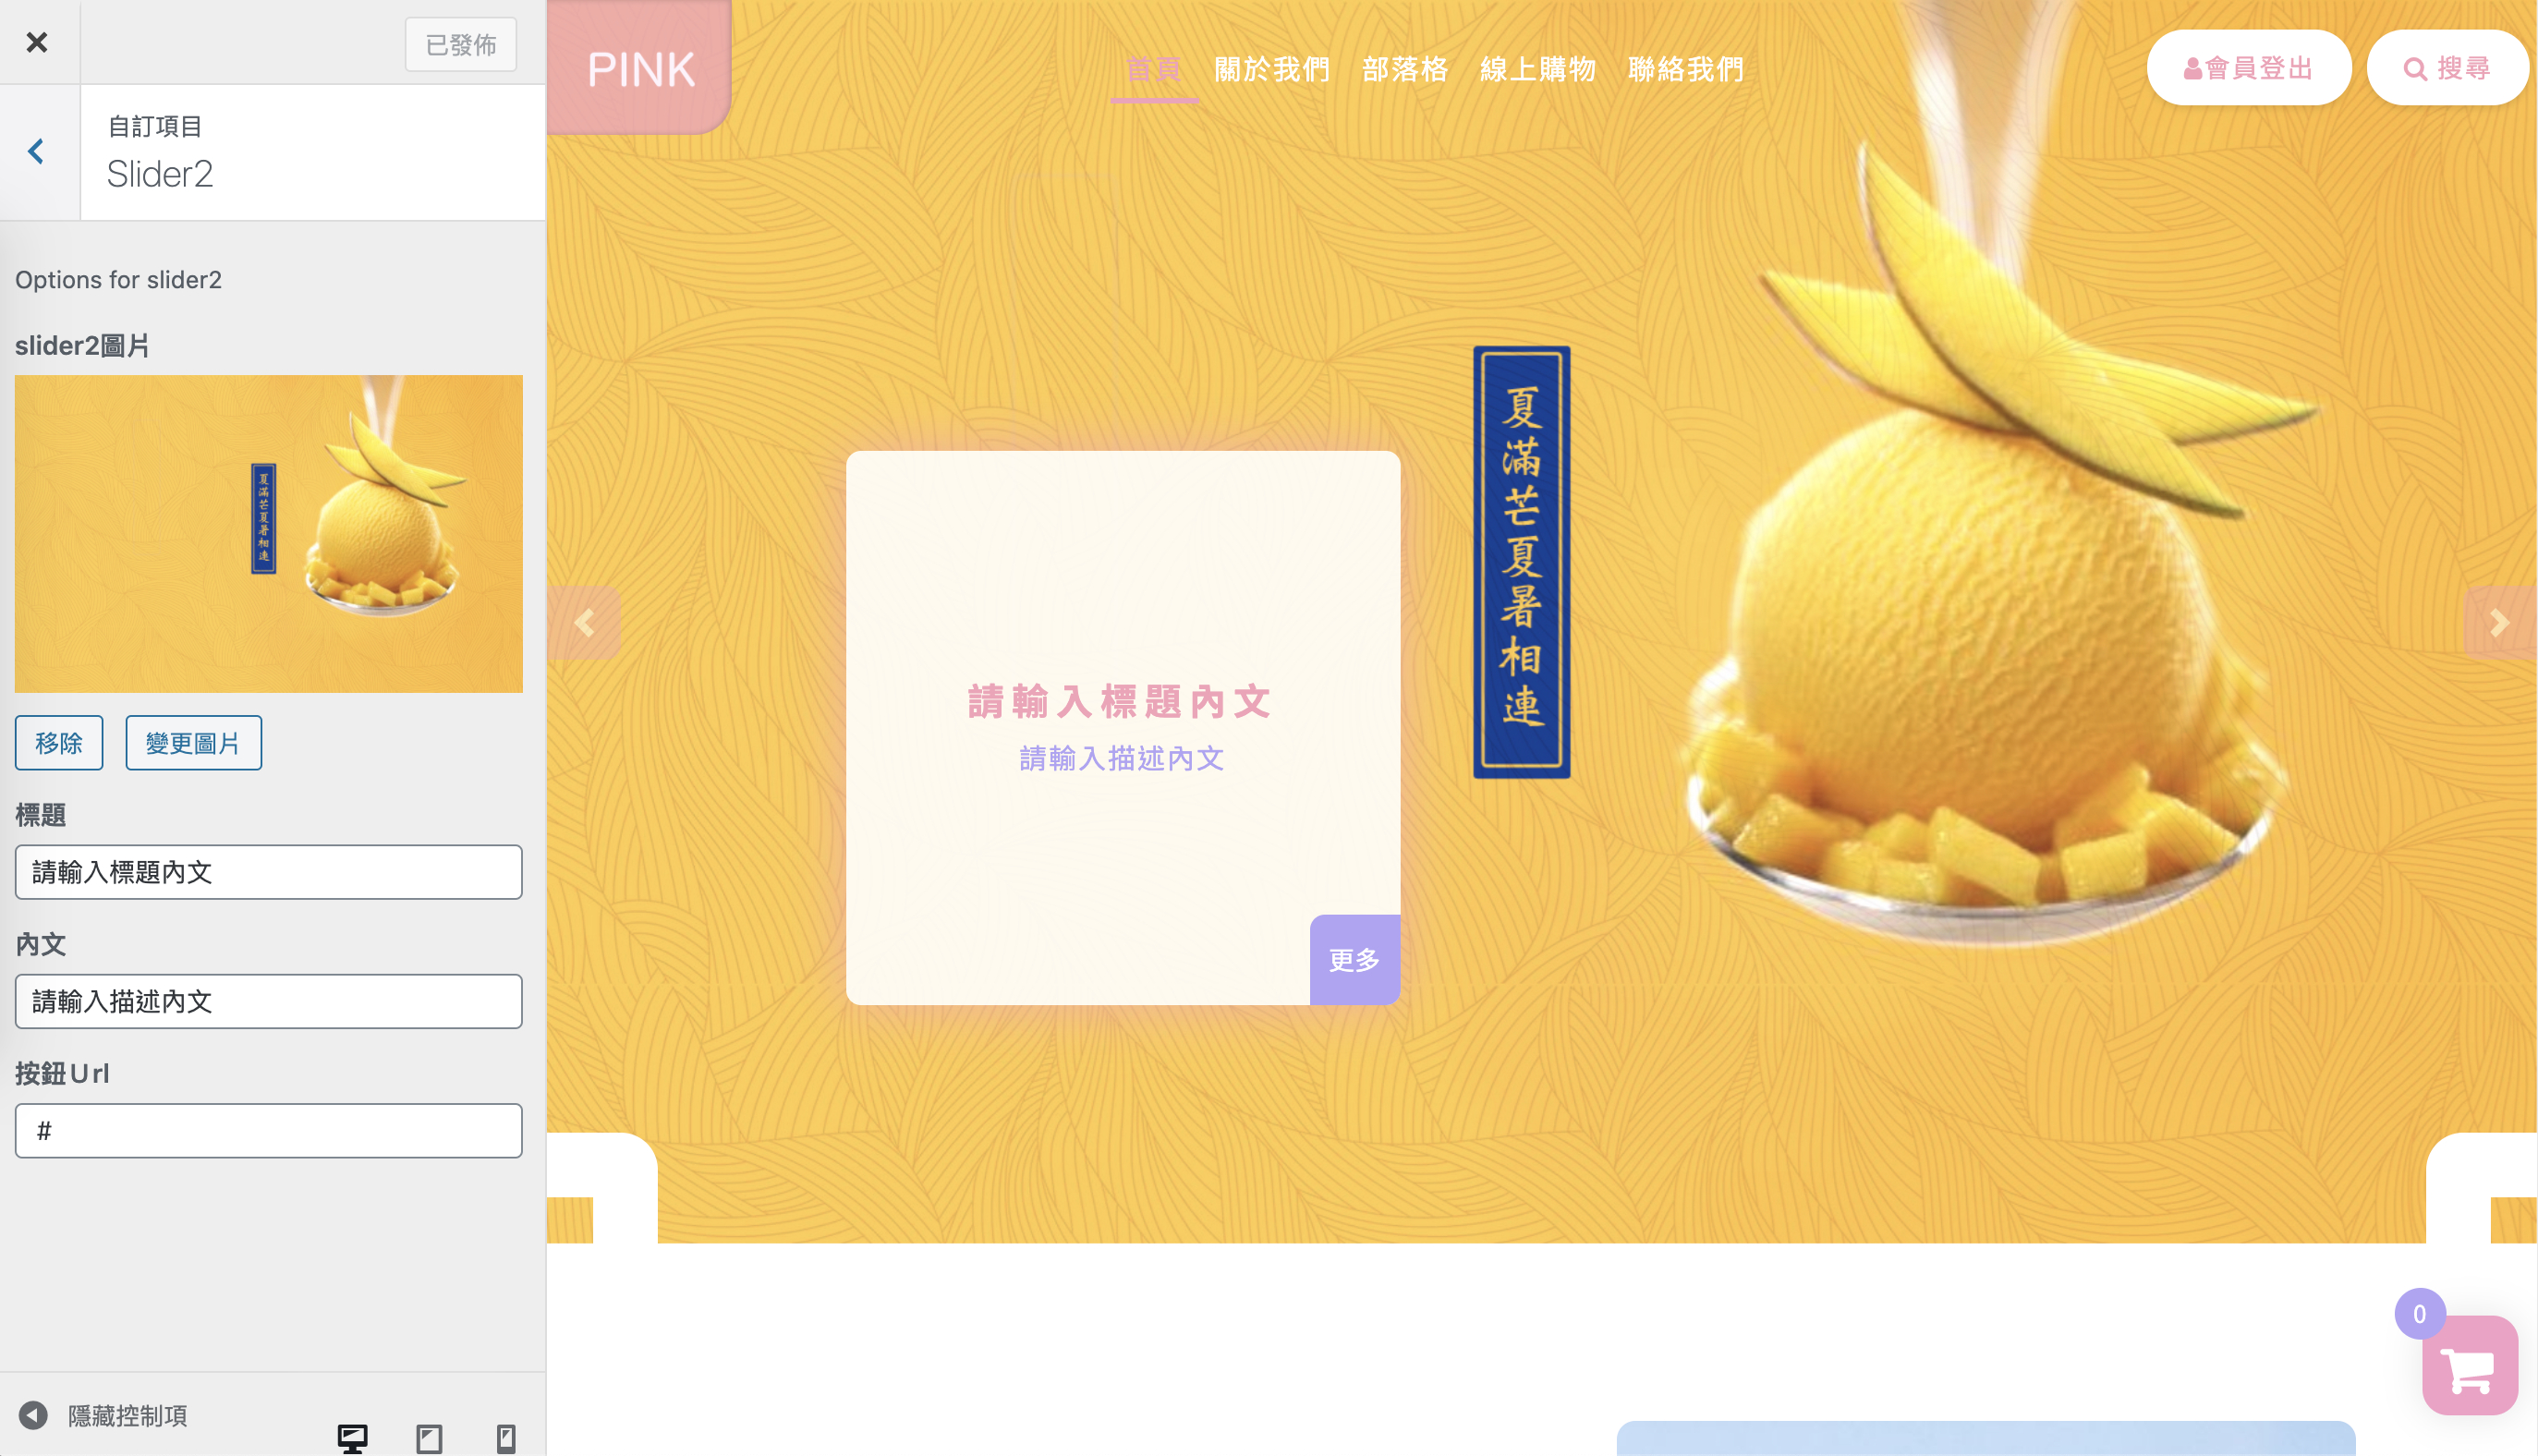 已發佈
自訂項目
Slider2
Options for slider2
slider2圖片
夏滿芒夏暑相連
移除
變更圖片
標題
請輸入標題內文
內文
請輸入描述內文
按鈕Url
#
隱藏控制項
PINK
首頁
關於我們
部落格
線上購物
聯絡我們
會員登出
搜尋
夏滿芒夏暑相連
請輸入標題內文
請輸入描述內文
更多
0